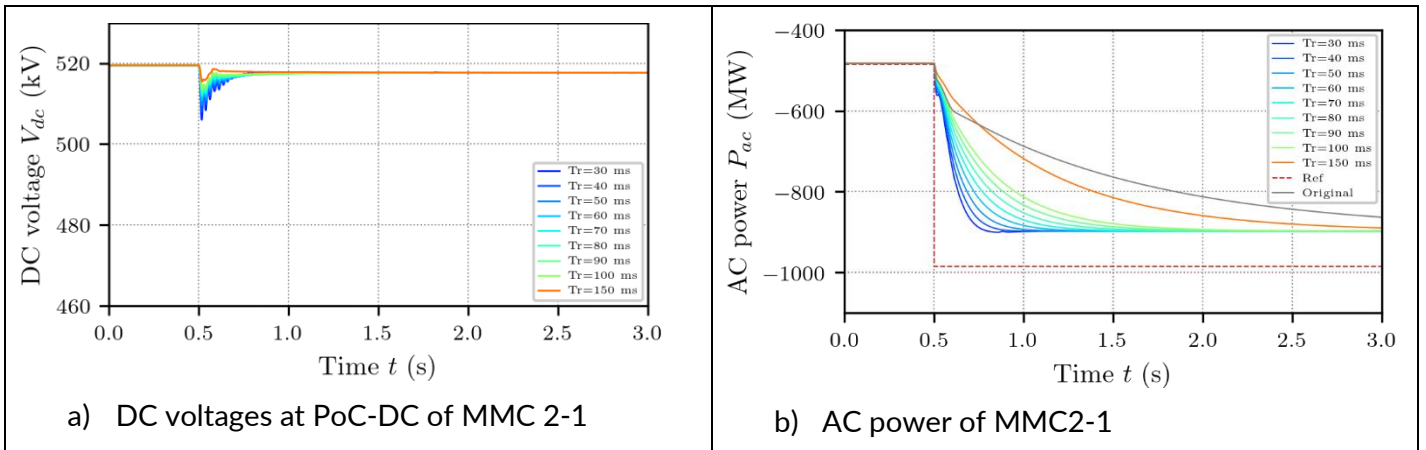 DC voltage Vdc (kV)
520
500
480
460
0.0 0.5 1.0 1.5 2.0 2.5 3.0
Time t (s)
Tr=30 ms
Tr=40 ms
Tr=50 ms
Tr=60 ms
Tr=70 ms
Tr=80 ms
Tr=90 ms
Tr=100 ms
Tr=150 ms
a) DC voltages at PoC-DC of MMC 2-1
AC power Pac (MW)
−400
−600
−800
−1000
0.0 0.5 1.0 1.5 2.0 2.5 3.0
Time t (s)
Tr=30 ms
Tr=40 ms
Tr=50 ms
Tr=60 ms
Tr=70 ms
Tr=80 ms
Tr=90 ms
Tr=100 ms
Tr=150 ms
Ref
Original
b) AC power of MMC2-1